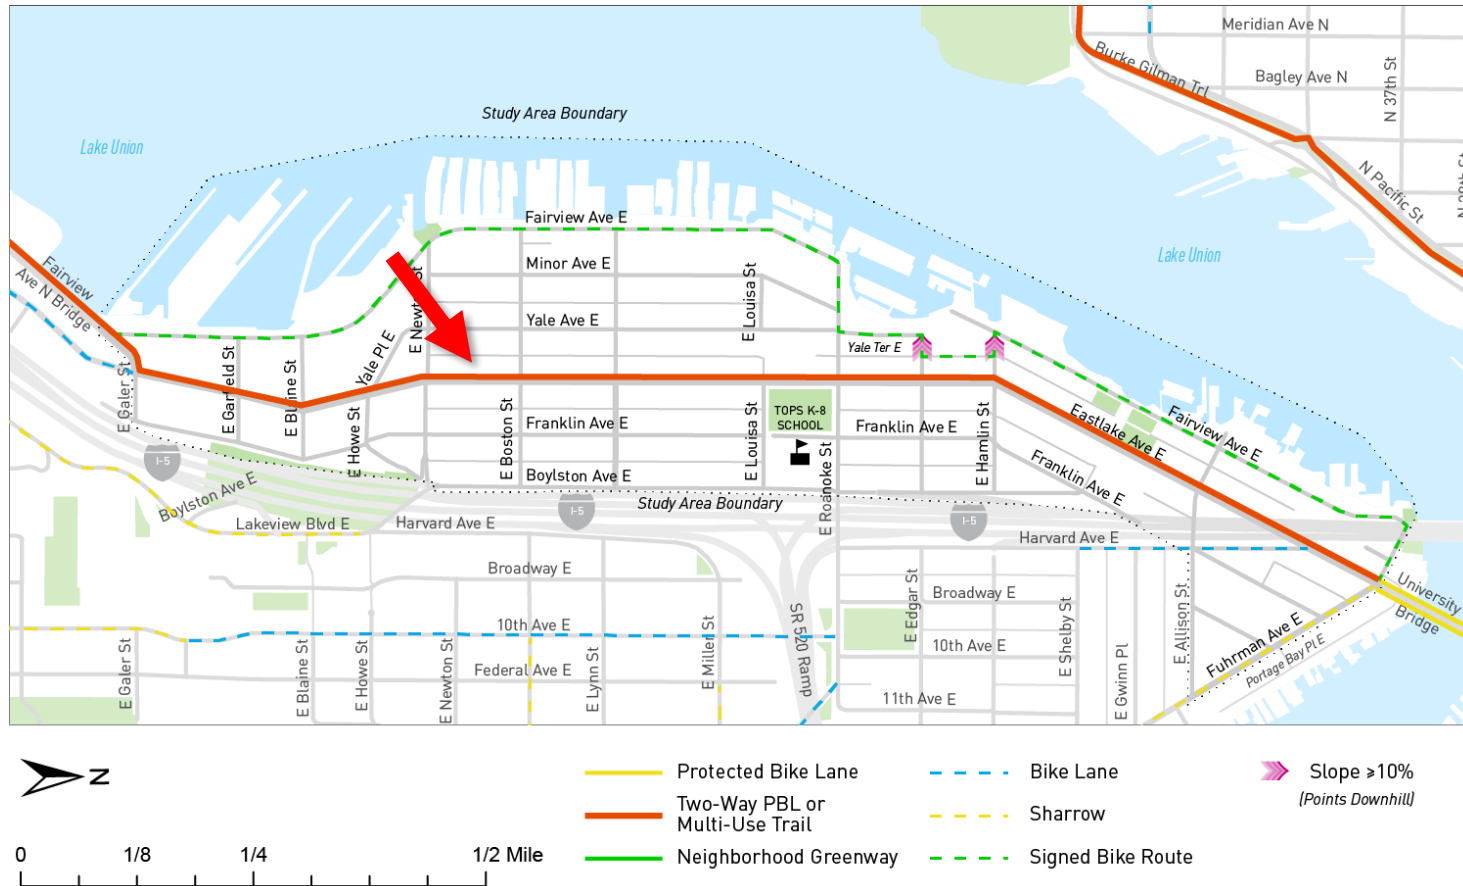 Meridian Ave N
Burke Gilman Trl
Bagley Ave N
N 37th St
N Pacific St
Study Area Boundary
Lake Union
Lake Union
Fairview Ave E
Fairview
Ave N Bridge
Minor Ave E
E Louisa St
Yale Ave E
Yale Ter E
Yale Pl E
E Galer St
E Garfield St
E Blaine St
E Howe St
E Boston St
Franklin Ave E
Boylston Ave E
E Louisa St
TOPS K-8
SCHOOL
E Roanoke St
Franklin Ave E
E Hamlin St
Eastlake Ave E
Fairview Ave E
Franklin Ave E
I-5
I-5
I-5
Study Area Boundary
Boylston Ave E
Lakeview Blvd E
Harvard Ave E
Harvard Ave E
Broadway E
Broadway E
10th Ave E
10th Ave E
Federal Ave E
11th Ave E
E Galer St
E Blaine St
E Howe St
E Newton St
E Lynn St
E Miller St
SR 520 Ramp
E Edgar St
E Shelby St
E Gwinn Pl
E Allison St
Fuhrman Ave E
Portage Bay Pl E
University
Bridge
N
0 1/8 1/4 1/2 Mile
Protected Bike Lane
Two-Way PBL or
Multi-Use Trail
Neighborhood Greenway
Bike Lane
Sharrow
Signed Bike Route
Slope ≥10%
(Points Downhill)